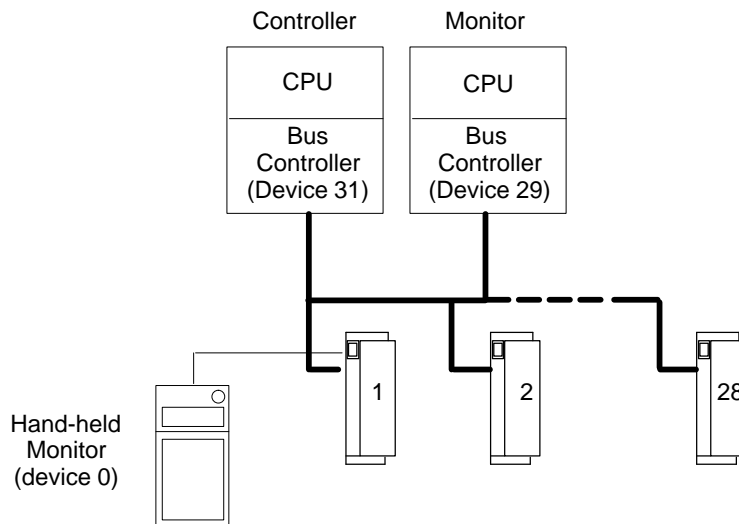 Controller
Monitor
CPU
CPU
Bus
Controller
(Device 31)
Bus
Controller
(Device 29)
1
2
28
Hand-held
Monitor
(device 0)